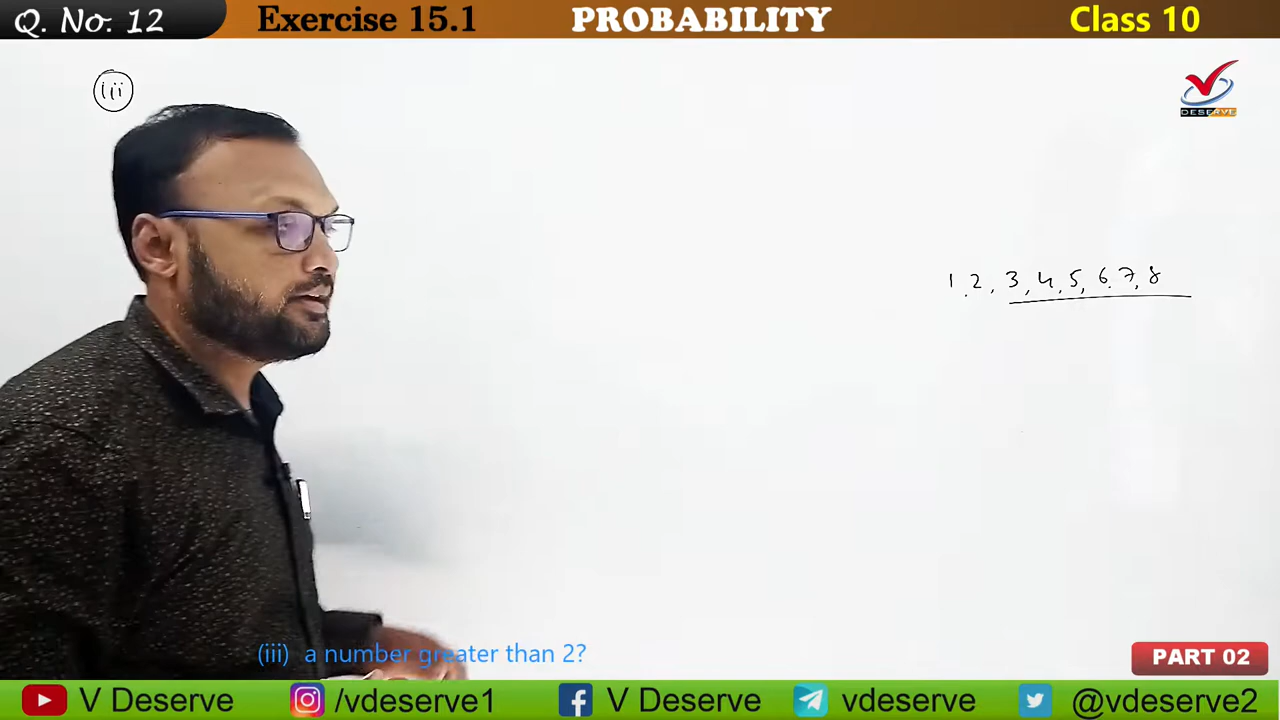 Q. No. 12
Exercise 15.1
PROBABILITY
Class 10
(iii)
DESERVE
1, 2, 3, 4, 5, 6, 7, 8
(iii) a number greater than 2?
PART 02
V Deserve
/vdeserve1
V Deserve
vdeserve
@vdeserve2